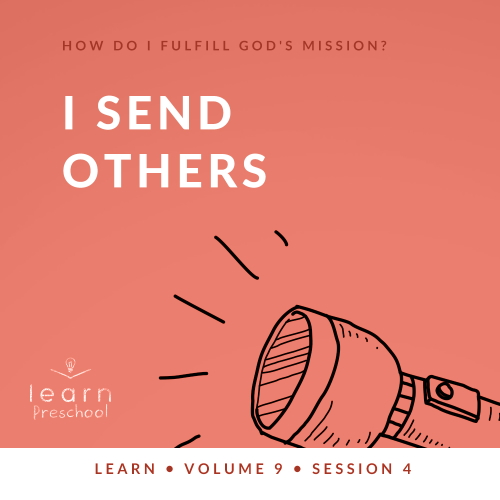 HOW DO I FULFILL GOD'S MISSION?
I SEND
OTHERS
learn
Preschool
LEARN • VOLUME 9 • SESSION 4